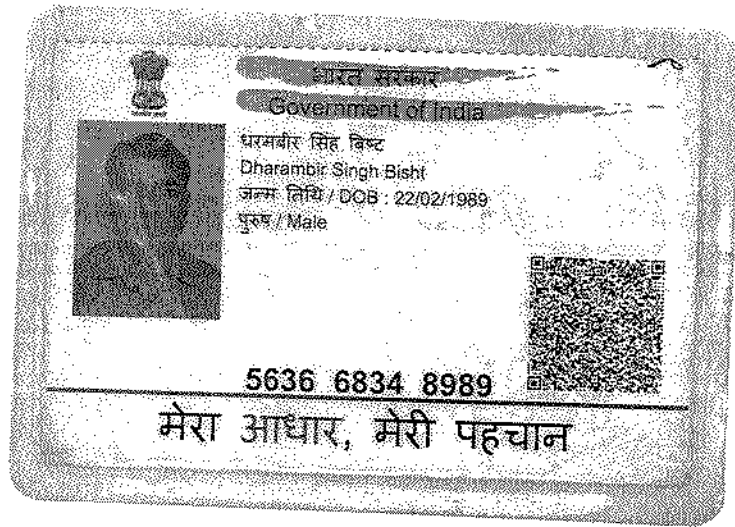 भारत सरकार
Government of India
धरमबीर सिंह बिष्ट
Dharambir Singh Bisht
जन्म तिथि / DOB : 22/02/1989
पुरुष / Male
5636 6834 8989
मेरा आधार, मेरी पहचान